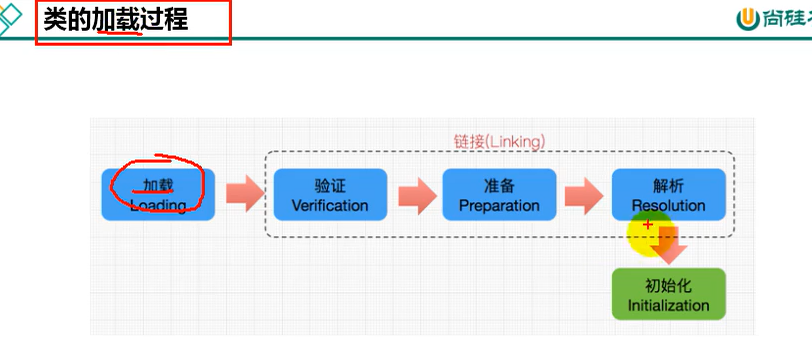 类的加载过程
尚硅
链接(Linking)
加载
Loading
验证
Verification
准备
Preparation
解析
Resolution
初始化
Initialization